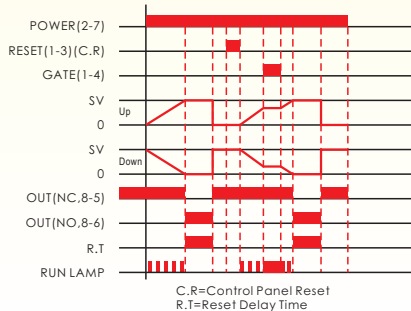 POWER(2-7)
RESET(1-3)(C.R)
GATE(1-4)
SV
Up
0
SV
Down
0
OUT(NC,8-5)
OUT(NO,8-6)
R.T
RUN LAMP
C.R=Control Panel Reset
R.T=Reset Delay Time